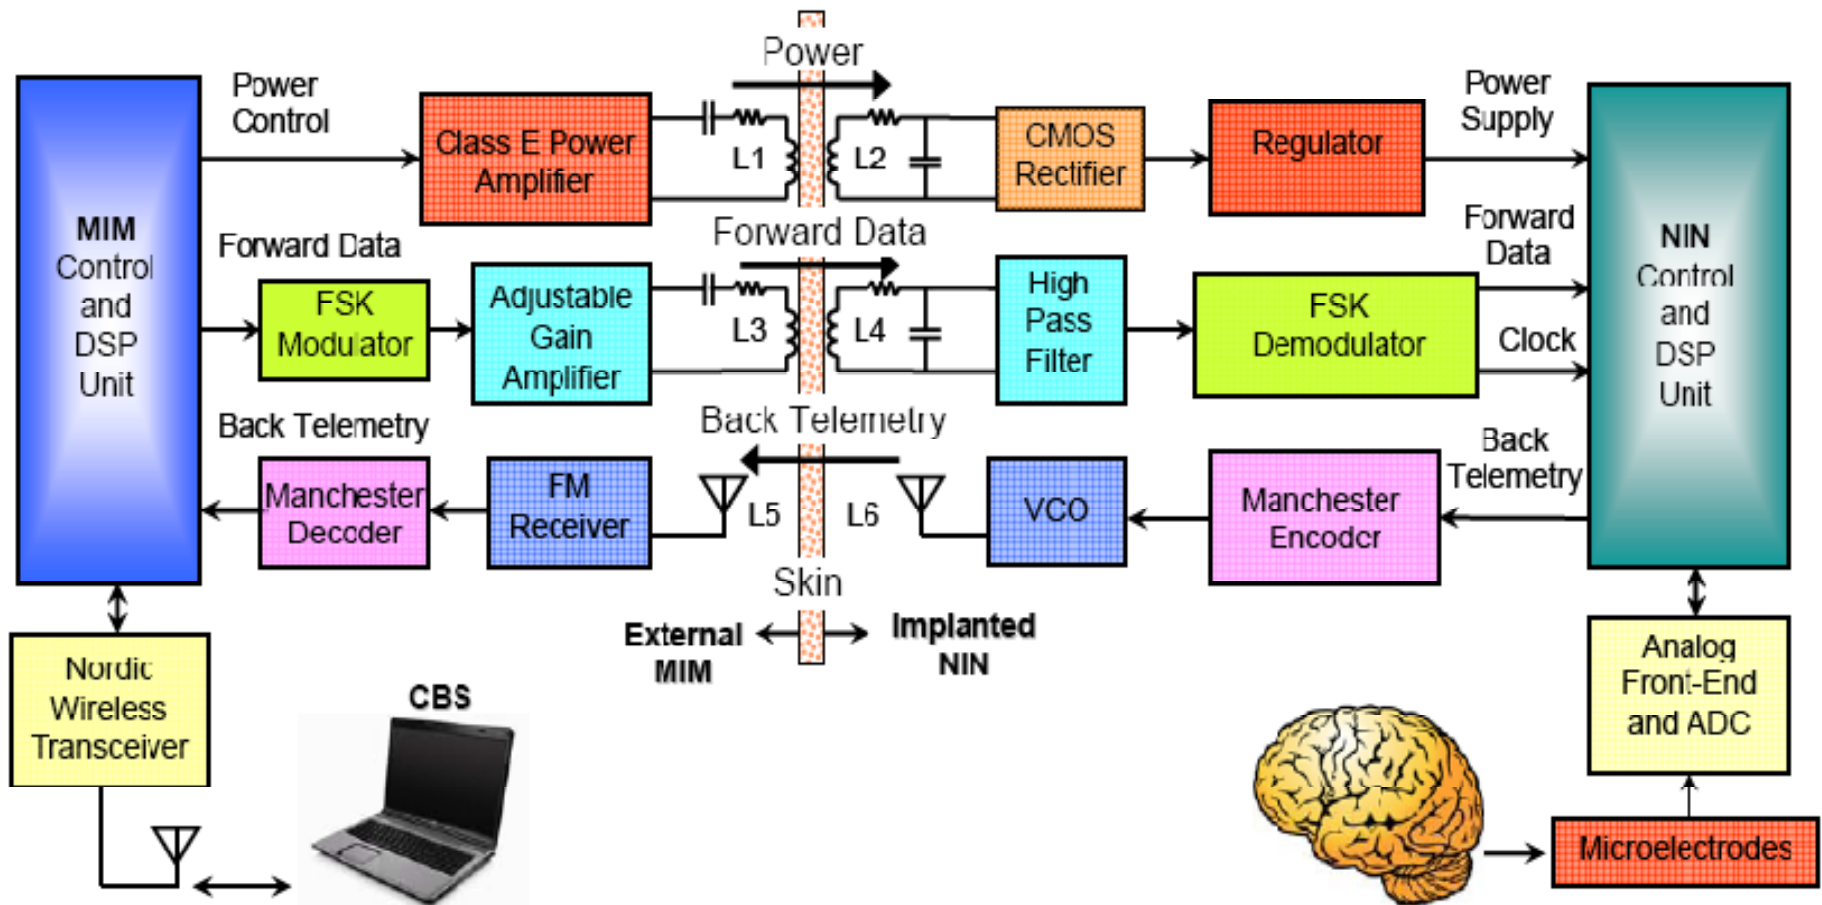 Power
Power
Control
Class E Power
Amplifier
L1
L2
CMOS
Rectifier
Regulator
Power
Supply
MIM
Control
and
DSP
Unit
Forward Data
FSK
Modulator
Adjustable
Gain
Amplifier
Forward Data
L3
L4
High
Pass
Filter
FSK
Demodulator
Forward
Data
Clock
NIN
Control
and
DSP
Unit
Back Telemetry
Manchester
Decoder
FM
Receiver
Back Telemetry
L5
L6
VCO
Manchester
Encoder
Back
Telemetry
Skin
External
MIM
Implanted
NIN
Nordic
Wireless
Transceiver
CBS
Analog
Front-End
and ADC
Microelectrodes